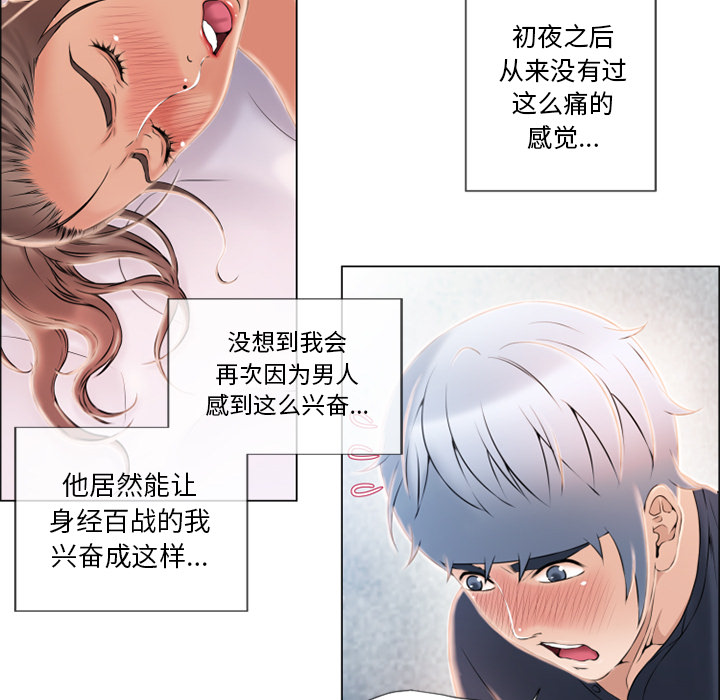 初夜之后
从来没有过
这么痛的
感觉...
没想到我会
再次因为男人
感到这么兴奋...
他居然能让
身经百战的我
兴奋成这样...